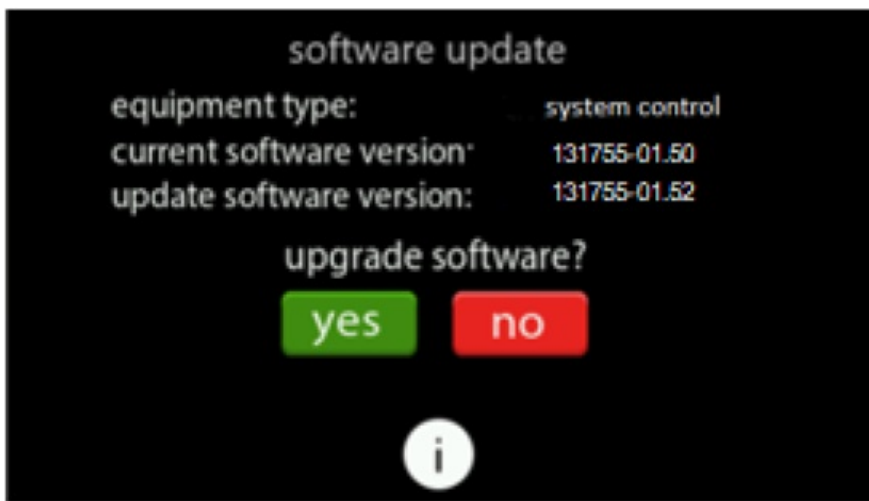 software update
equipment type: system control
current software version: 131755-01.50
update software version: 131755-01.52
upgrade software?
yes no
i